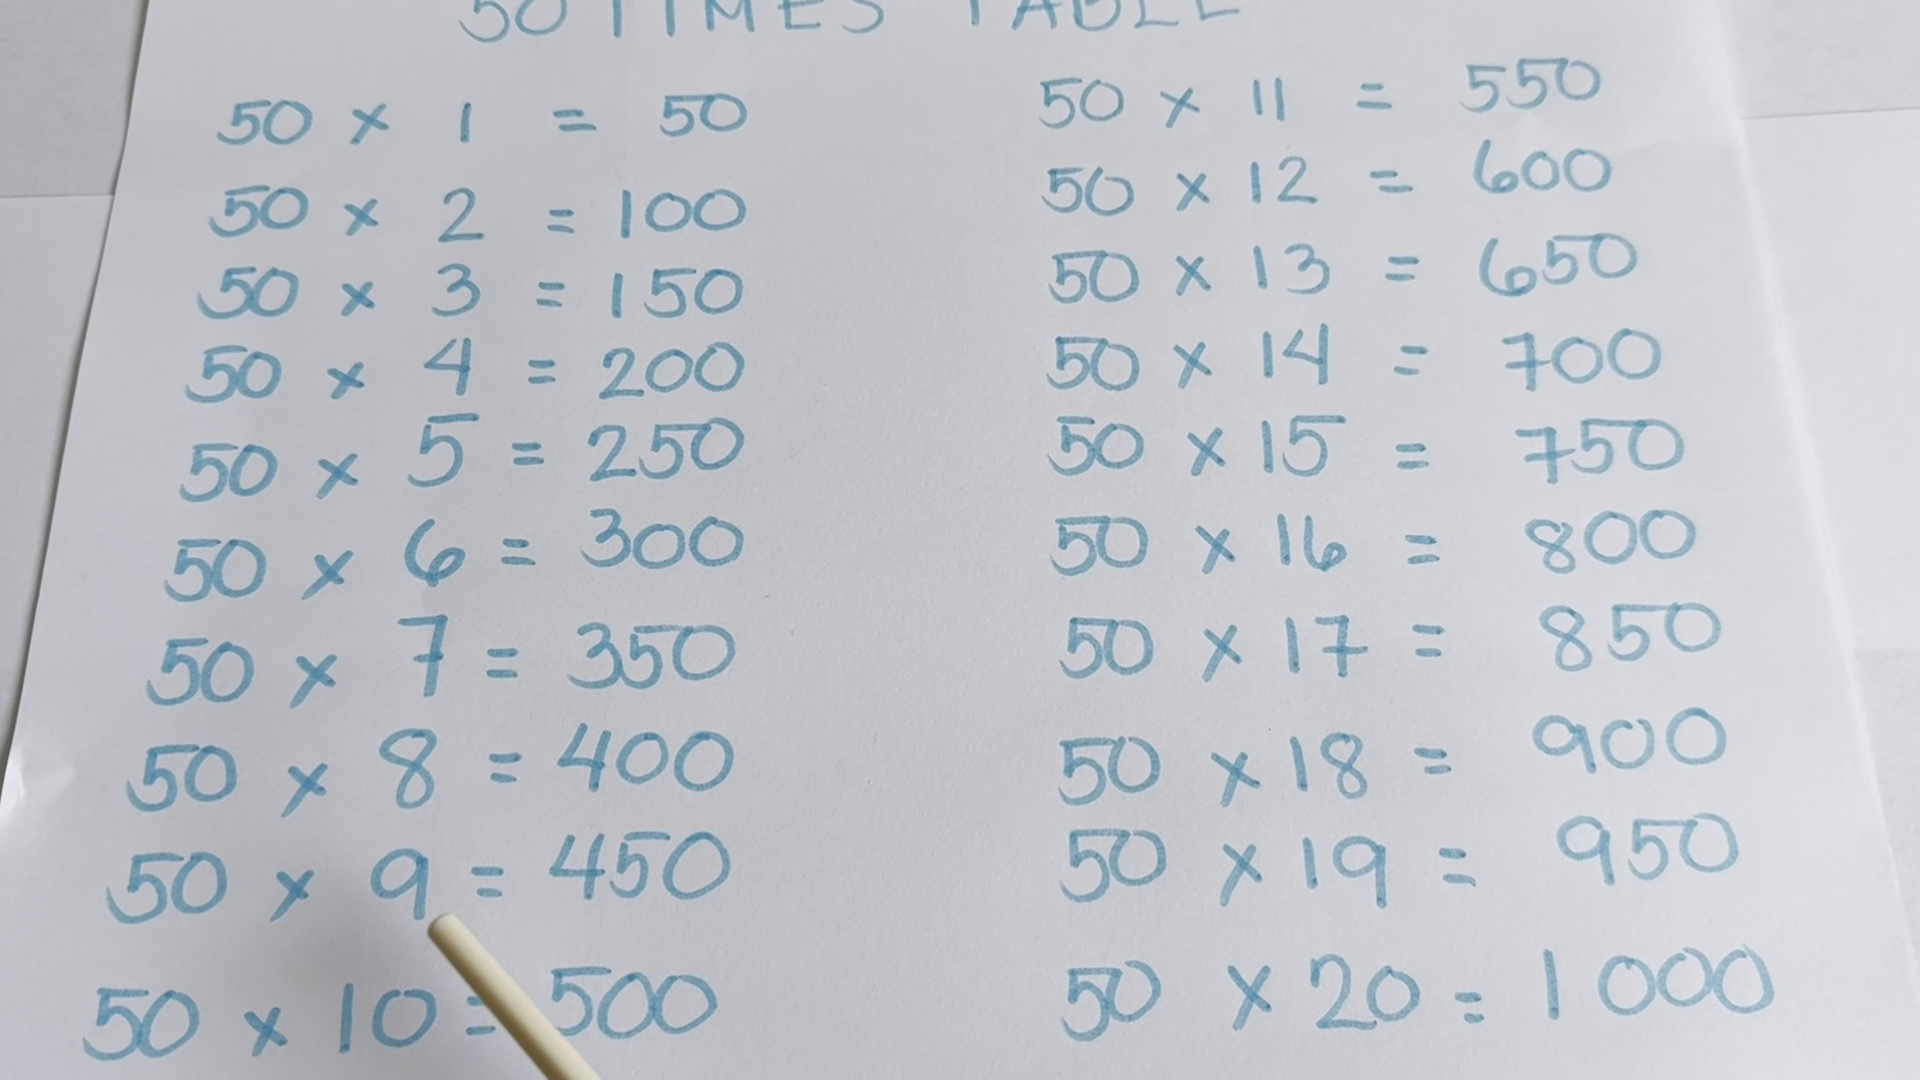 50 TIMES TABLE
50 × 1 = 50
50 × 2 = 100
50 × 3 = 150
50 × 4 = 200
50 × 5 = 250
50 × 6 = 300
50 × 7 = 350
50 × 8 = 400
50 × 9 = 450
50 × 10 = 500
50 × 11 = 550
50 × 12 = 600
50 × 13 = 650
50 × 14 = 700
50 × 15 = 750
50 × 16 = 800
50 × 17 = 850
50 × 18 = 900
50 × 19 = 950
50 × 20 = 1000